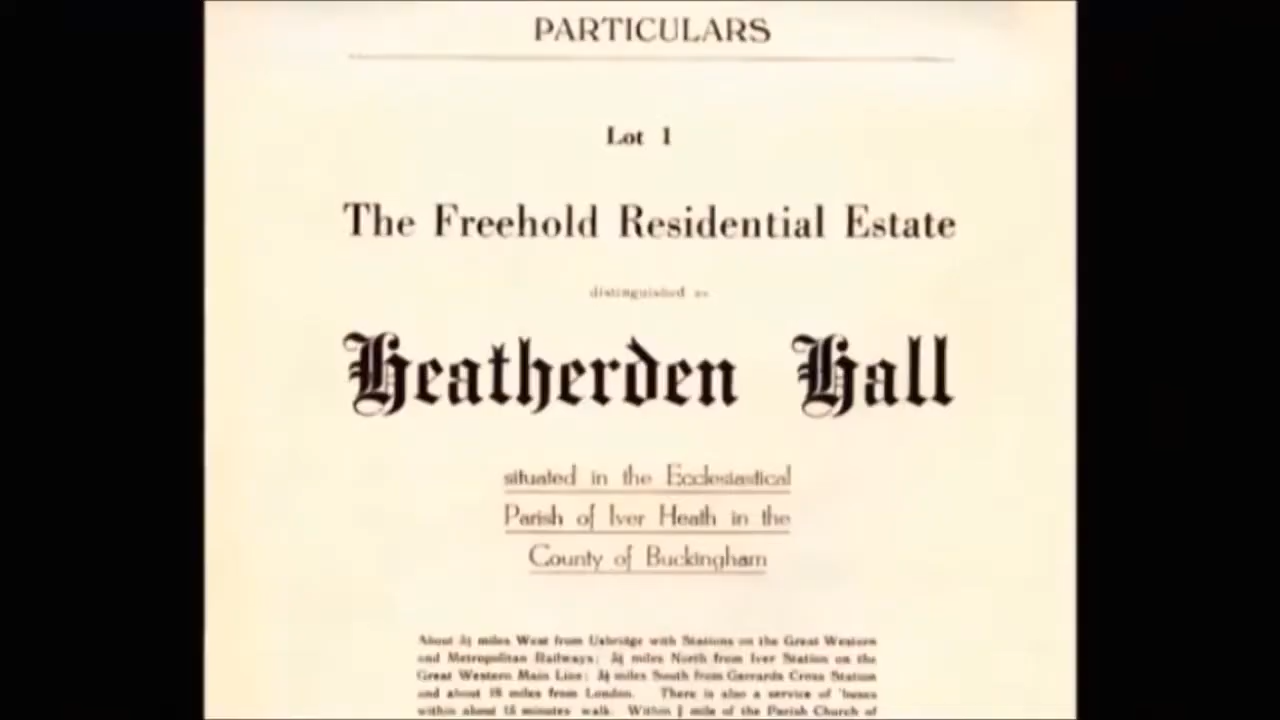 PARTICULARS
Lot 1
The Freehold Residential Estate
distinguished as
Heatherden Hall
situated in the Ecclesiastical
Parish of Iver Heath in the
County of Buckingham
About miles West from Uxbridge with Stations on the Great Western
and Metropolitan Railways; miles North from Iver Station on the
Great Western Main Line; miles South from Gerrards Cross Station
and about miles from London. There is also a service of 'buses
within about 15 minutes walk. Within mile of the Parish Church of